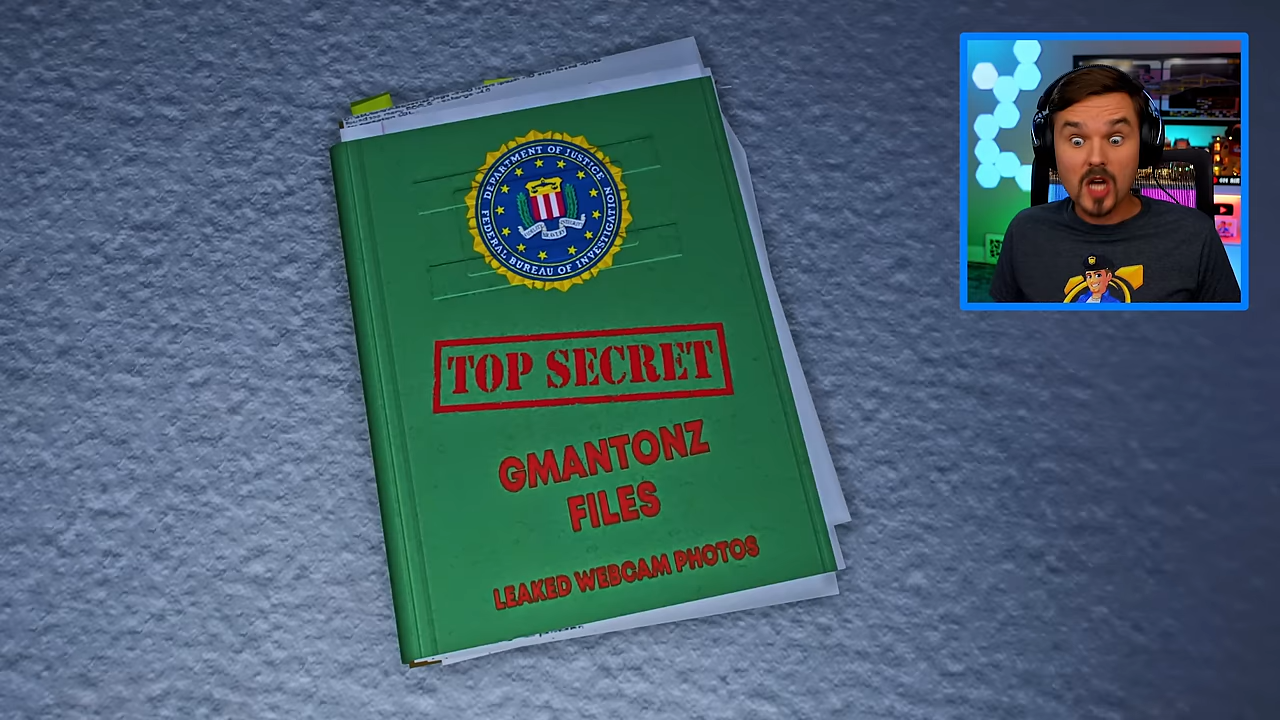 DEPARTMENT OF JUSTICE
FEDERAL BUREAU OF INVESTIGATION
TOP SECRET
GMANTONZ
FILES
LEAKED WEBCAM PHOTOS